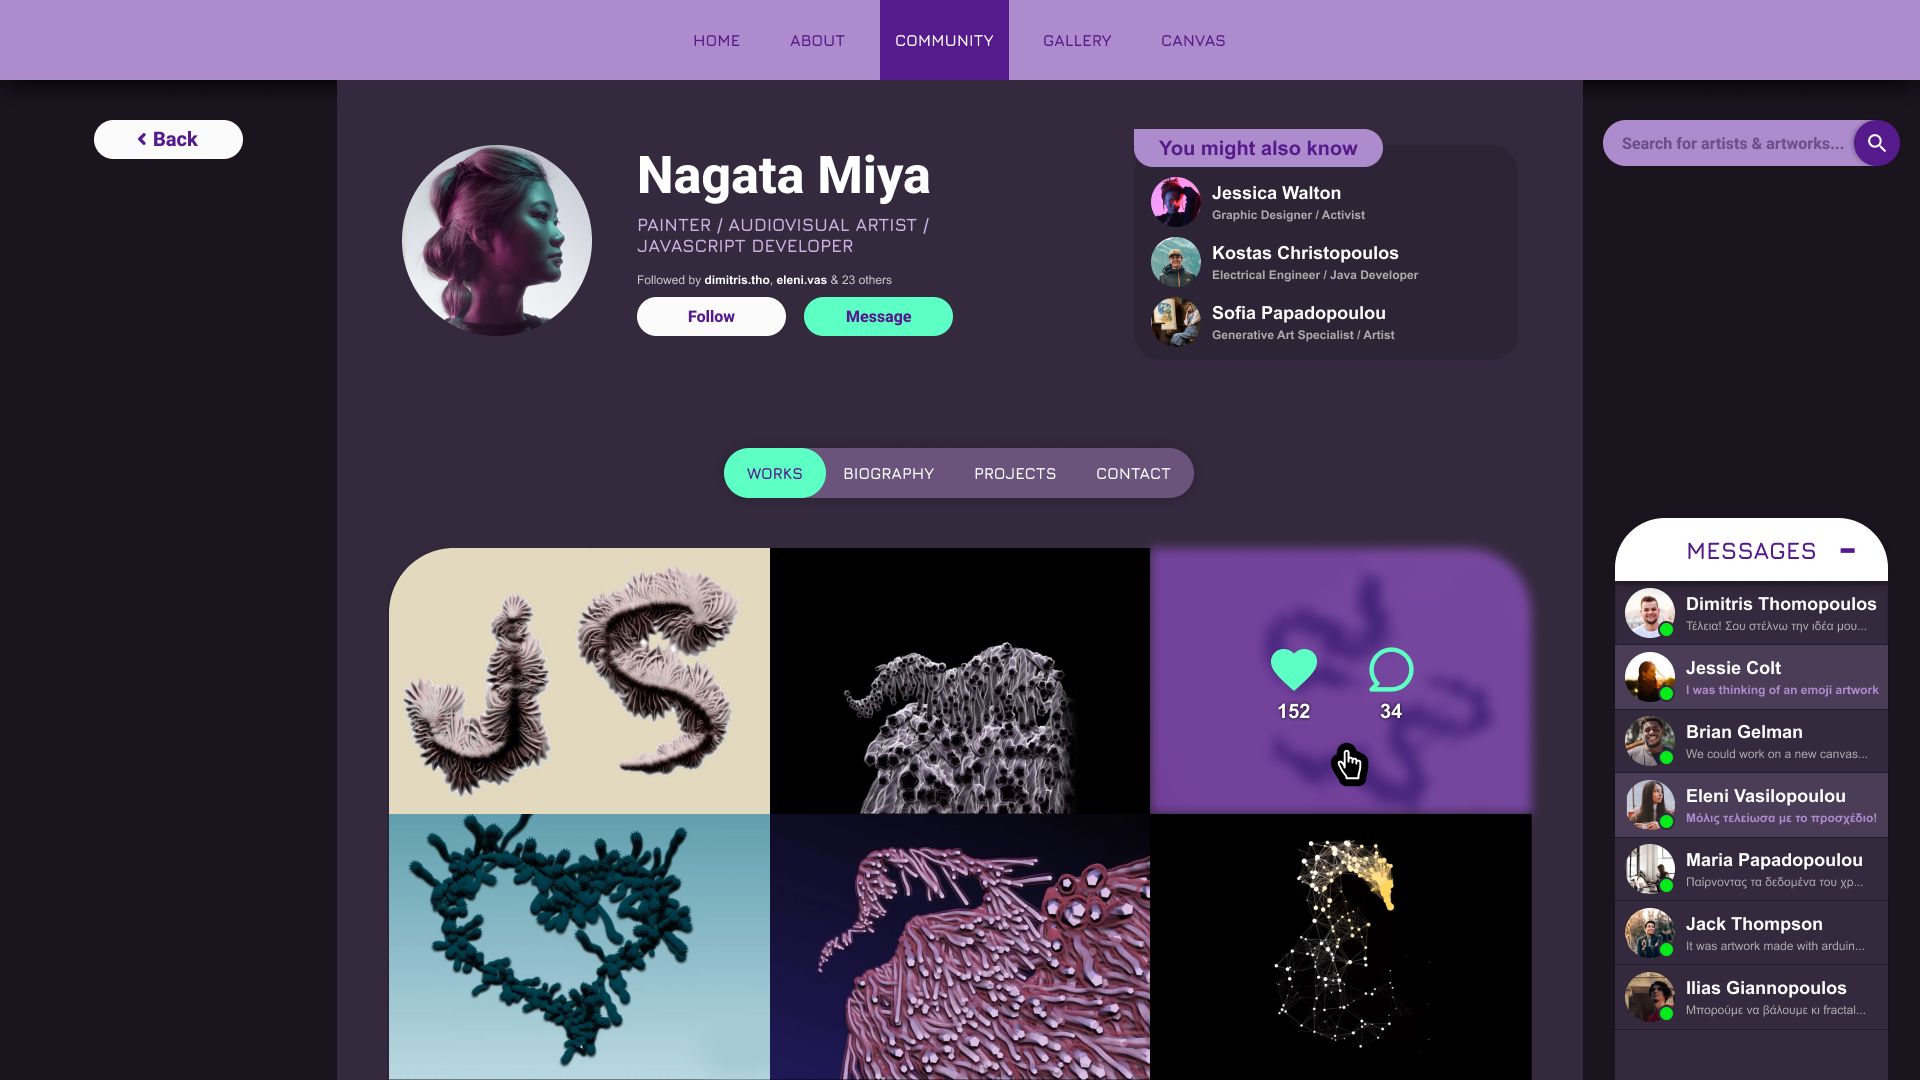 HOME ABOUT COMMUNITY GALLERY CANVAS
Back
Search for artists & artworks...
Nagata Miya
PAINTER / AUDIOVISUAL ARTIST /
JAVASCRIPT DEVELOPER
Followed by dimitris.tho, eleni.vas & 23 others
Follow
Message
You might also know
Jessica Walton
Graphic Designer / Activist
Kostas Christopoulos
Electrical Engineer / Java Developer
Sofia Papadopoulou
Generative Art Specialist / Artist
WORKS BIOGRAPHY PROJECTS CONTACT
JS
152
34
MESSAGES
Dimitris Thomopoulos
Τέλεια! Σου στέλνω την ιδέα μου...
Jessie Colt
I was thinking of an emoji artwork
Brian Gelman
We could work on a new canvas...
Eleni Vasilopoulou
Μόλις τελείωσα με το προσχέδιο!
Maria Papadopoulou
Παίρνοντας τα δεδομένα του χρ...
Jack Thompson
It was artwork made with arduin...
Ilias Giannopoulos
Μπορούμε να βάλουμε κι fractal...